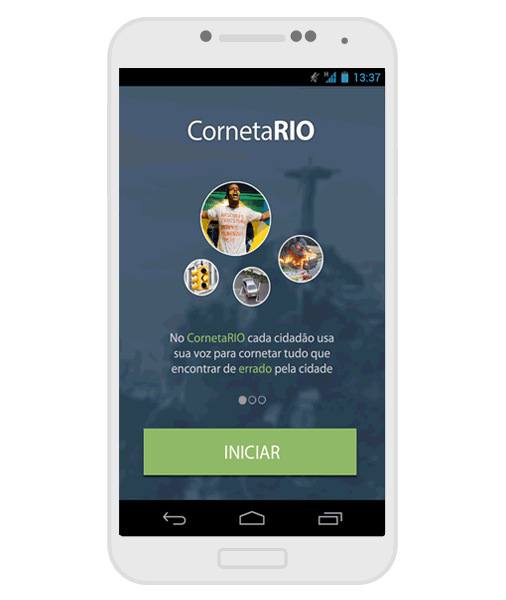 13:37
CornetaRIO
No CornetaRIO cada cidadão usa
sua voz para cornetar tudo que
encontrar de errado pela cidade
INICIAR